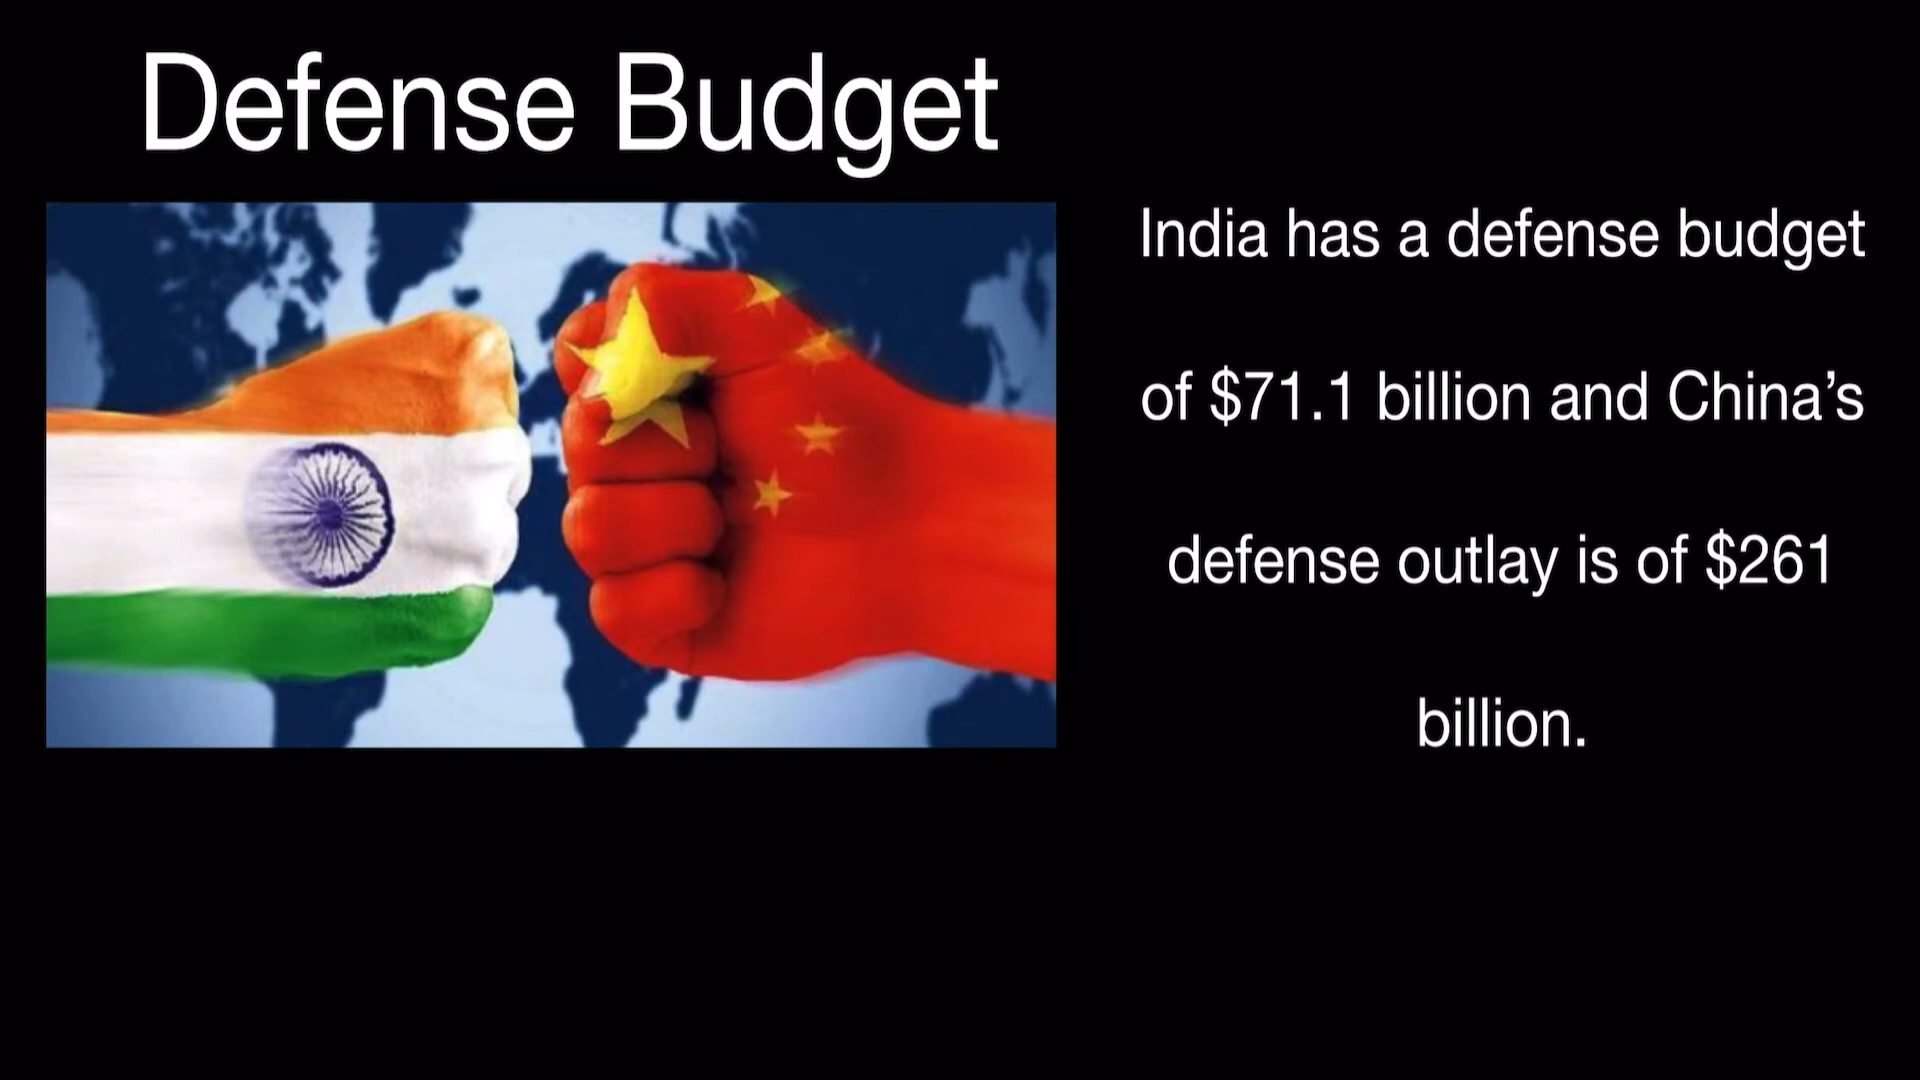 Defense Budget
India has a defense budget
of $71.1 billion and China’s
defense outlay is of $261
billion.